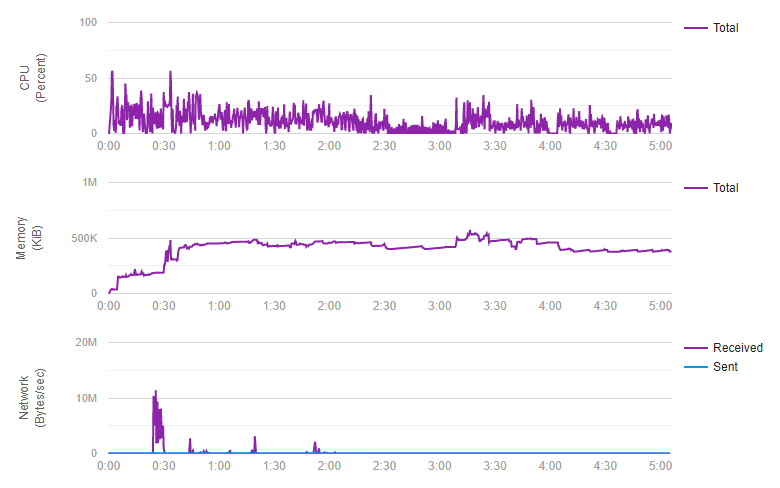 100
50
0
CPU
(Percent)
0:00 0:30 1:00 1:30 2:00 2:30 3:00 3:30 4:00 4:30 5:00
Total
1M
500K
0
Memory
(KiB)
0:00 0:30 1:00 1:30 2:00 2:30 3:00 3:30 4:00 4:30 5:00
Total
20M
10M
0
Network
(Bytes/sec)
0:00 0:30 1:00 1:30 2:00 2:30 3:00 3:30 4:00 4:30 5:00
Received
Sent